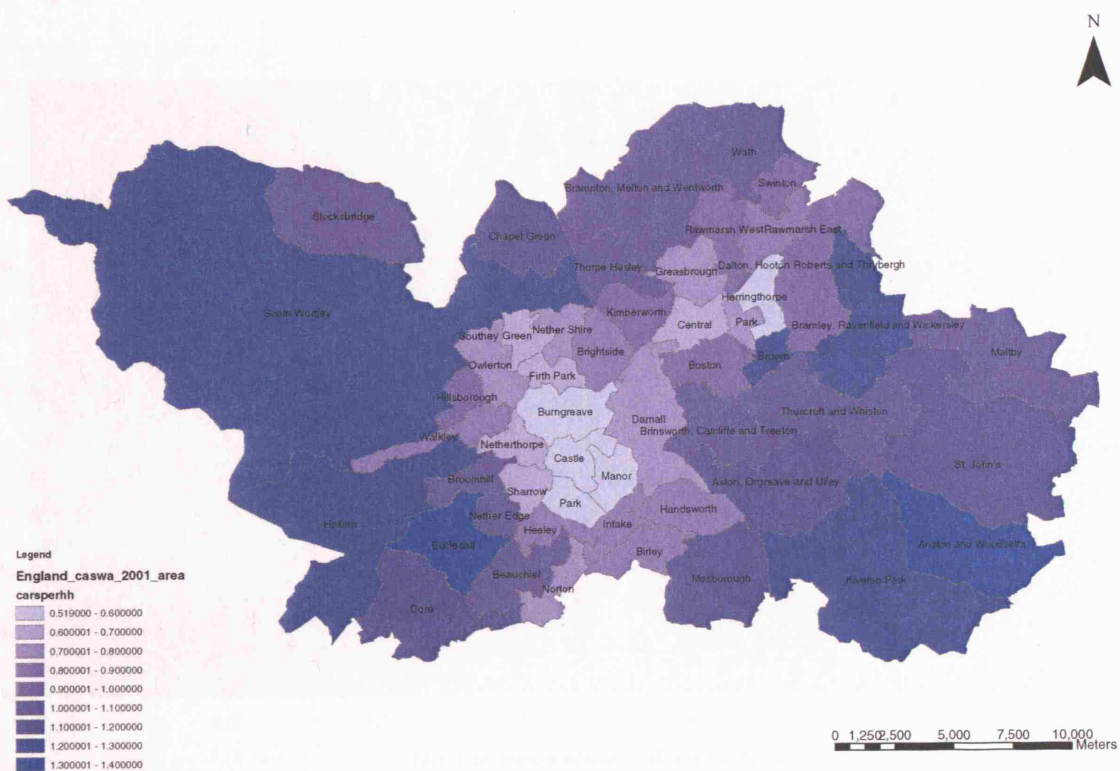 N
Wath
Swinton
Brampton, Melton and Wentworth
Stocksbridge
Rawmarsh West
Rawmarsh East
Chapel Green
Dalton, Hooton Roberts and Thrybergh
Thorpe Hesley
Greasbrough
Herringthorpe
South Wortley
Kimberworth
Central
Park
Bramley, Ravenfield and Wickersley
Nether Shire
Southey Green
Brightside
Maltby
Broom
Owlerton
Boston
Firth Park
Hillsborough
Burngreave
Thurcroft and Whiston
Darnall
Brinsworth, Catcliffe and Treeton
Walkley
Netherthorpe
Castle
St. John's
Manor
Broomhill
Aston, Orgreave and Ulley
Sharrow
Park
Handsworth
Nether Edge
Hallam
Intake
Heeley
Ecclesall
Anston and Woodsetts
Birley
Beauchief
Mosborough
Kiveton Park
Norton
Dore
Legend
England_caswa_2001_area
carsperhh
0.519000 - 0.600000
0.600001 - 0.700000
0.700001 - 0.800000
0.800001 - 0.900000
0.900001 - 1.000000
1.000001 - 1.100000
1.100001 - 1.200000
1.200001 - 1.300000
1.300001 - 1.400000
0 1,250 2,500 5,000 7,500 10,000
Meters